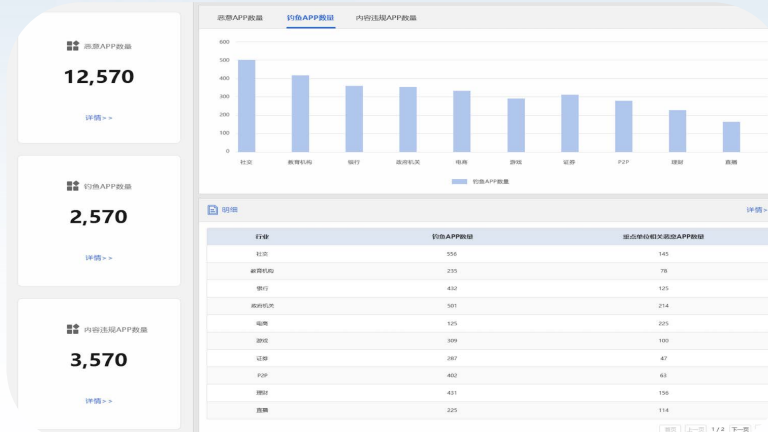 恶意APP数量
12,570
详情>>
钓鱼APP数量
2,570
详情>>
内容违规APP数量
3,570
详情>>
恶意APP数量 钓鱼APP数量 内容违规APP数量
600
500
400
300
200
100
0
社交 教育机构 银行 政府机关 电商 游戏 证券 P2P 理财 直播
钓鱼APP数量
明细 详情>
行业 钓鱼APP数量 重点单位相关恶意APP数量
社交 556 145
教育机构 235 78
银行 432 125
政府机关 501 214
电商 125 225
游戏 309 100
证券 287 47
P2P 402 63
理财 431 156
直播 225 114
首页 上一页 1 / 2 下一页